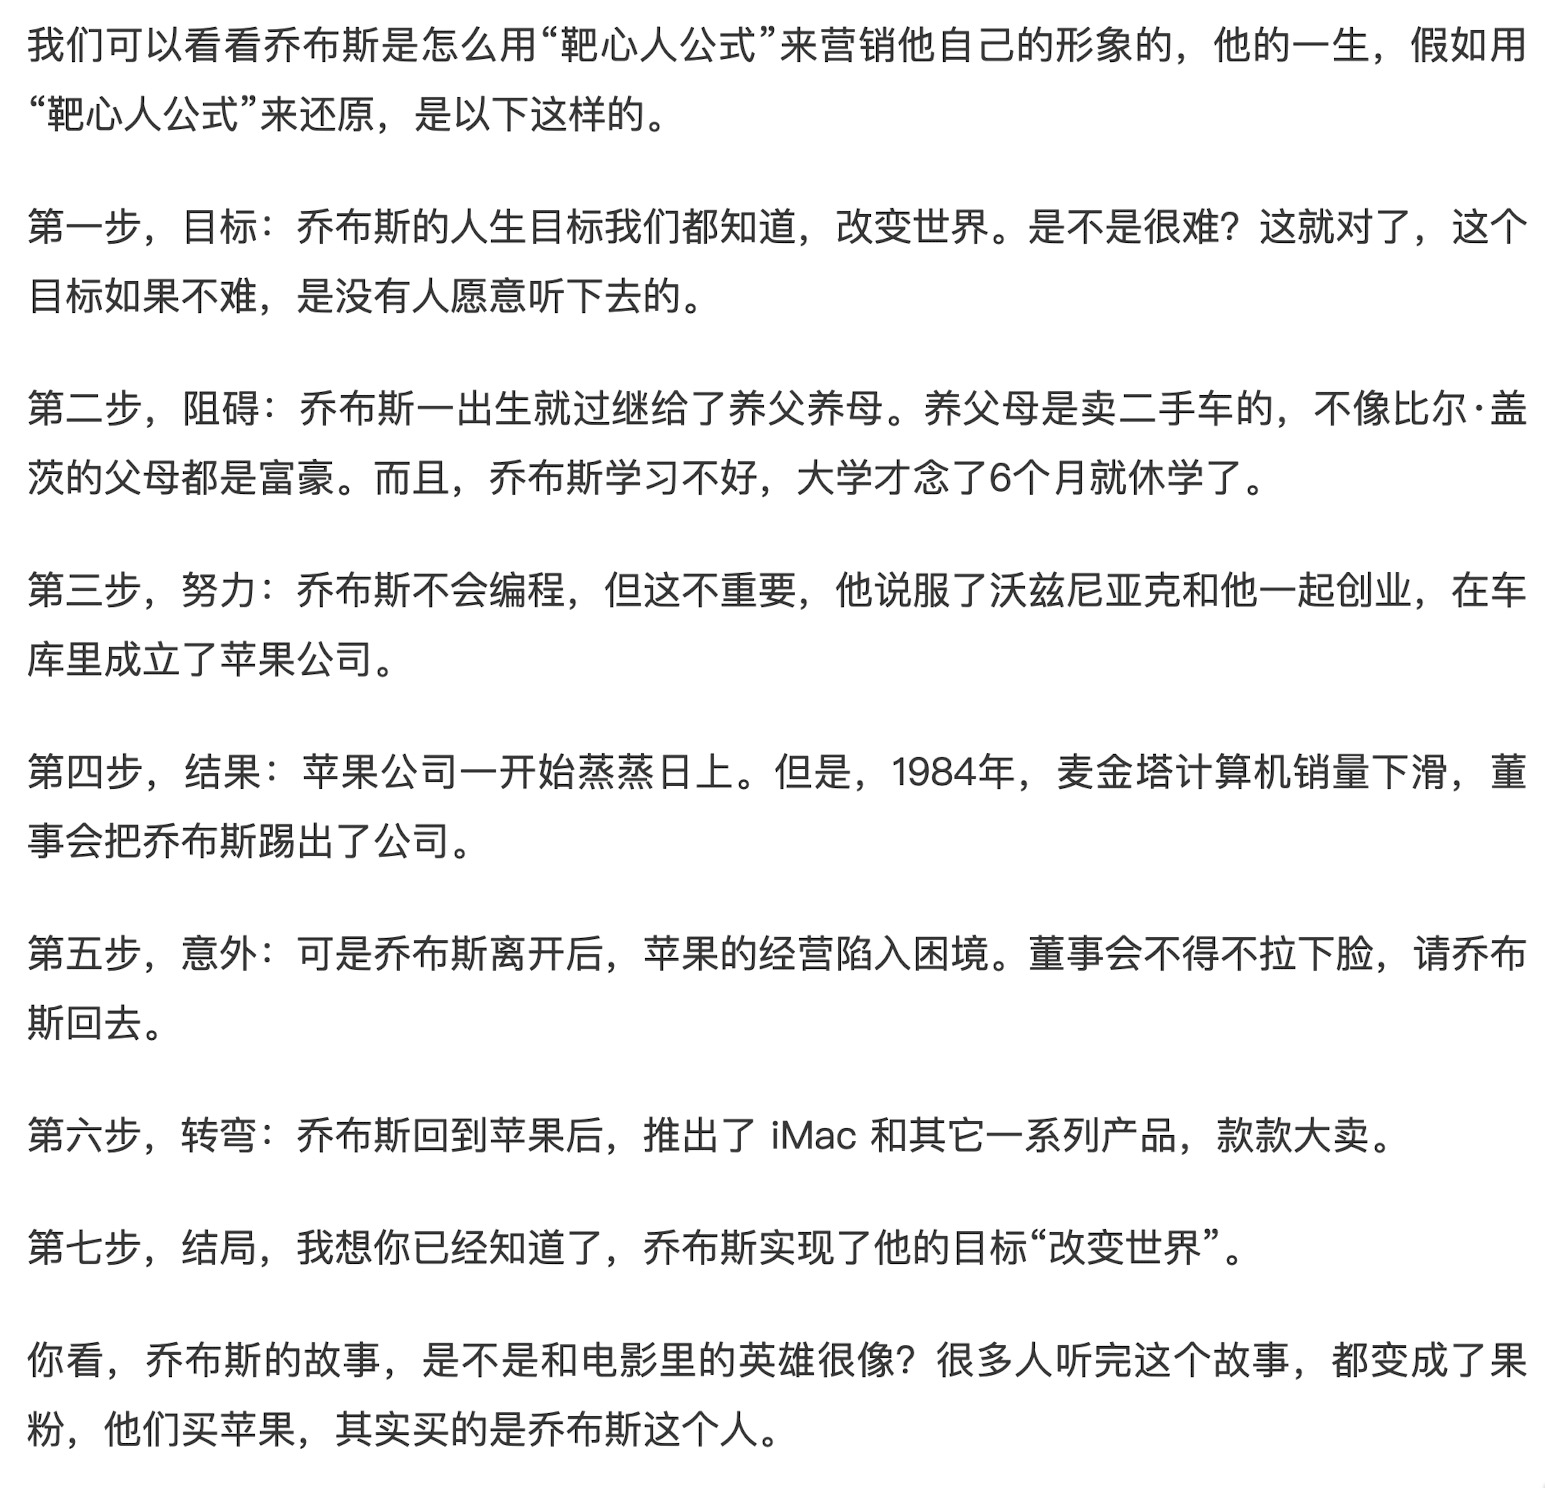 我们可以看看乔布斯是怎么用“靶心人公式”来营销他自己的形象的，他的一生，假如用
“靶心人公式”来还原，是以下这样的。
第一步，目标：乔布斯的人生目标我们都知道，改变世界。是不是很难？这就对了，这个
目标如果不难，是没有人愿意听下去的。
第二步，阻碍：乔布斯一出生就过继给了养父养母。养父母是卖二手车的，不像比尔·盖
茨的父母都是富豪。而且，乔布斯学习不好，大学才念了6个月就休学了。
第三步，努力：乔布斯不会编程，但这不重要，他说服了沃兹尼亚克和他一起创业，在车
库里成立了苹果公司。
第四步，结果：苹果公司一开始蒸蒸日上。但是，1984年，麦金塔计算机销量下滑，董
事会把乔布斯踢出了公司。
第五步，意外：可是乔布斯离开后，苹果的经营陷入困境。董事会不得不拉下脸，请乔布
斯回去。
第六步，转弯：乔布斯回到苹果后，推出了 iMac 和其它一系列产品，款款大卖。
第七步，结局，我想你已经知道了，乔布斯实现了他的目标“改变世界”。
你看，乔布斯的故事，是不是和电影里的英雄很像？很多人听完这个故事，都变成了果
粉，他们买苹果，其实买的是乔布斯这个人。